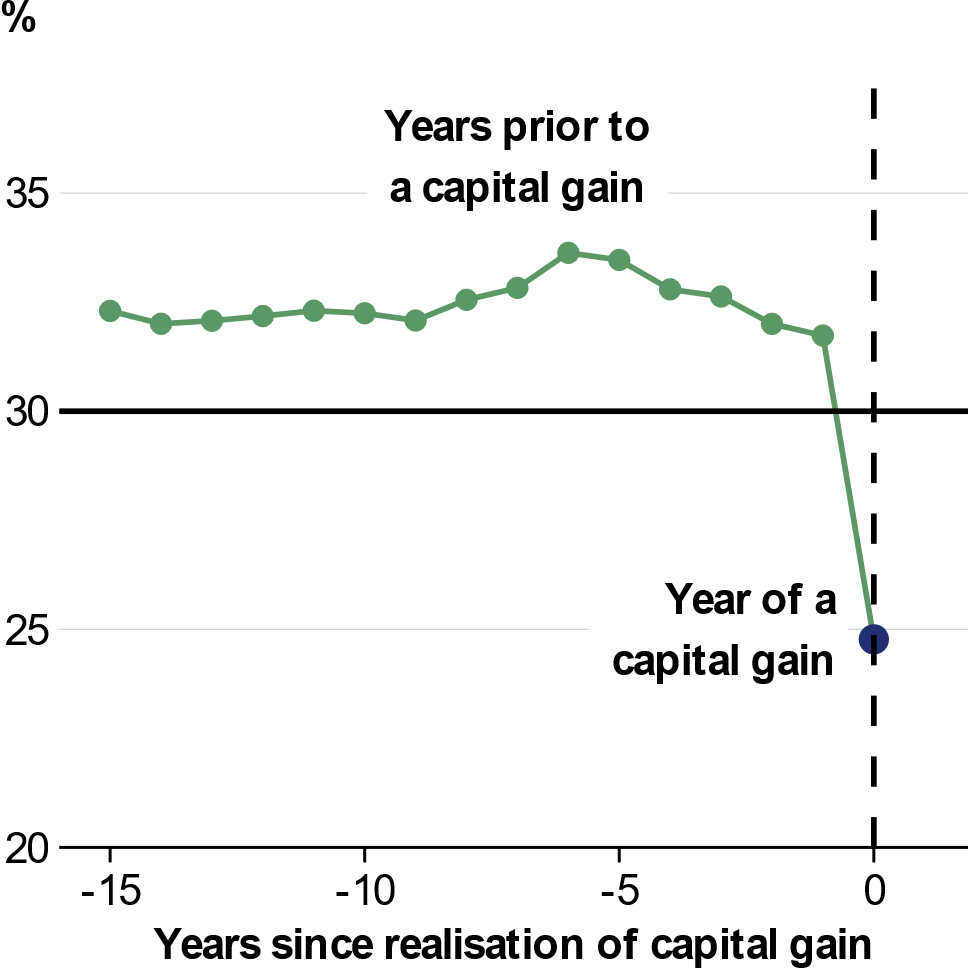 %
Years prior to
a capital gain
35
30
Year of a
25
capital gain
20
-15 -10 -5 0
Years since realisation of capital gain